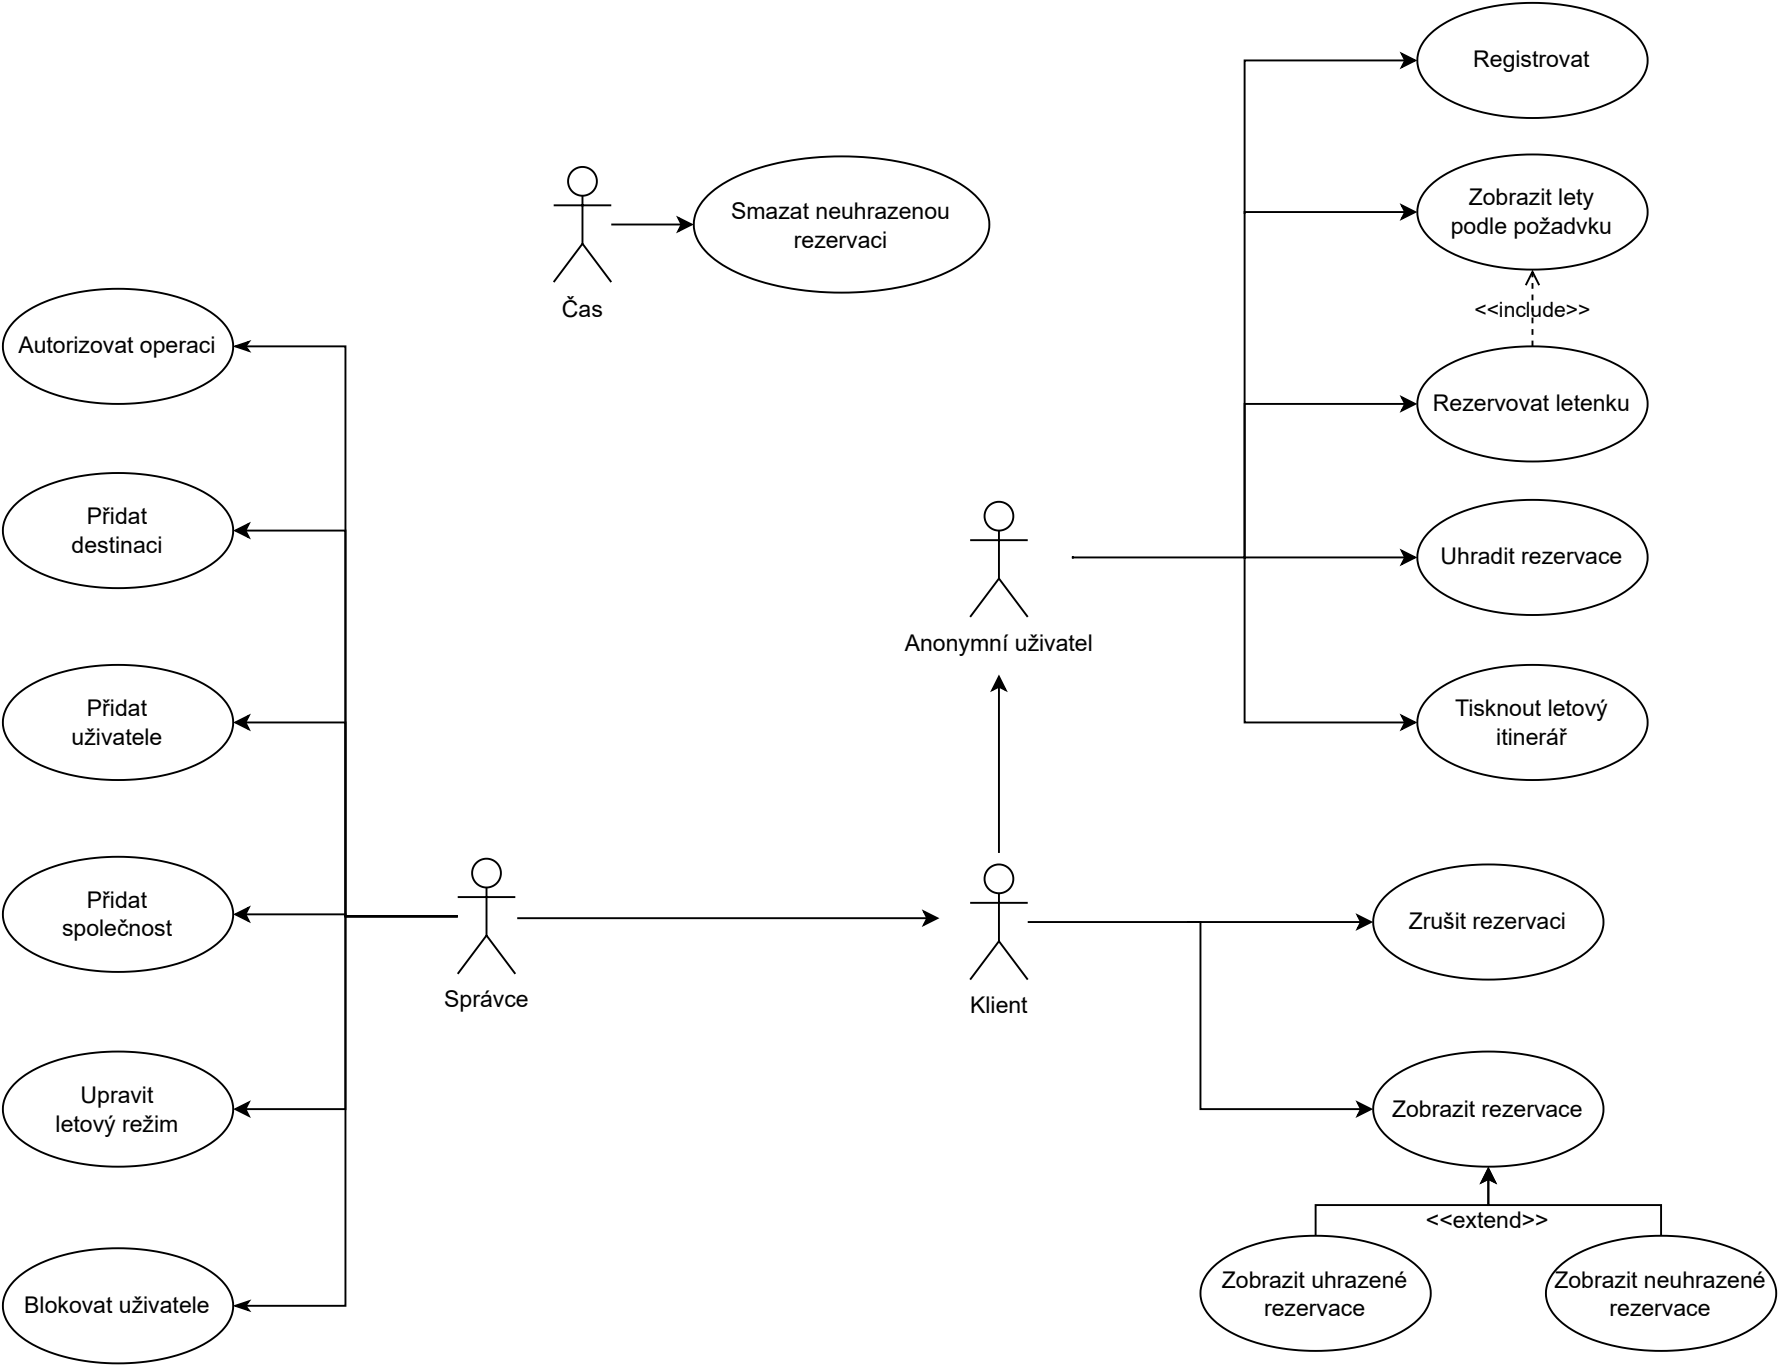 Registrovat
Zobrazit lety
podle požadvku
<<include>>
Rezervovat letenku
Uhradit rezervace
Tisknout letový
itinerář
Smazat neuhrazenou
rezervaci
Čas
Autorizovat operaci
Přidat
destinaci
Přidat
uživatele
Přidat
společnost
Upravit
letový režim
Blokovat uživatele
Správce
Anonymní uživatel
Klient
Zrušit rezervaci
Zobrazit rezervace
<<extend>>
Zobrazit uhrazené
rezervace
Zobrazit neuhrazené
rezervace